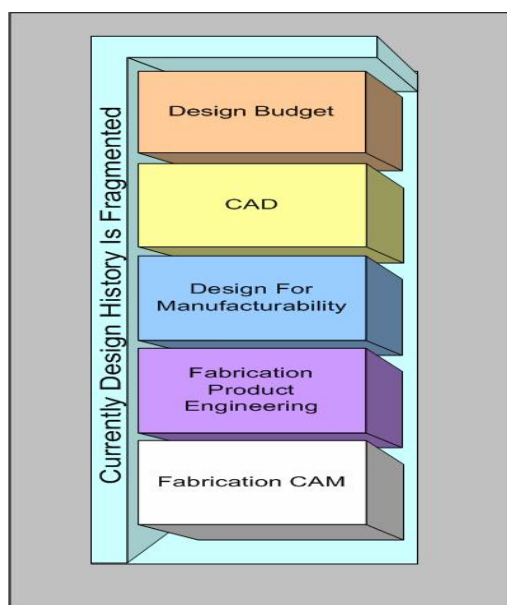 Currently Design History Is Fragmented
Design Budget
CAD
Design For
Manufacturability
Fabrication
Product
Engineering
Fabrication CAM